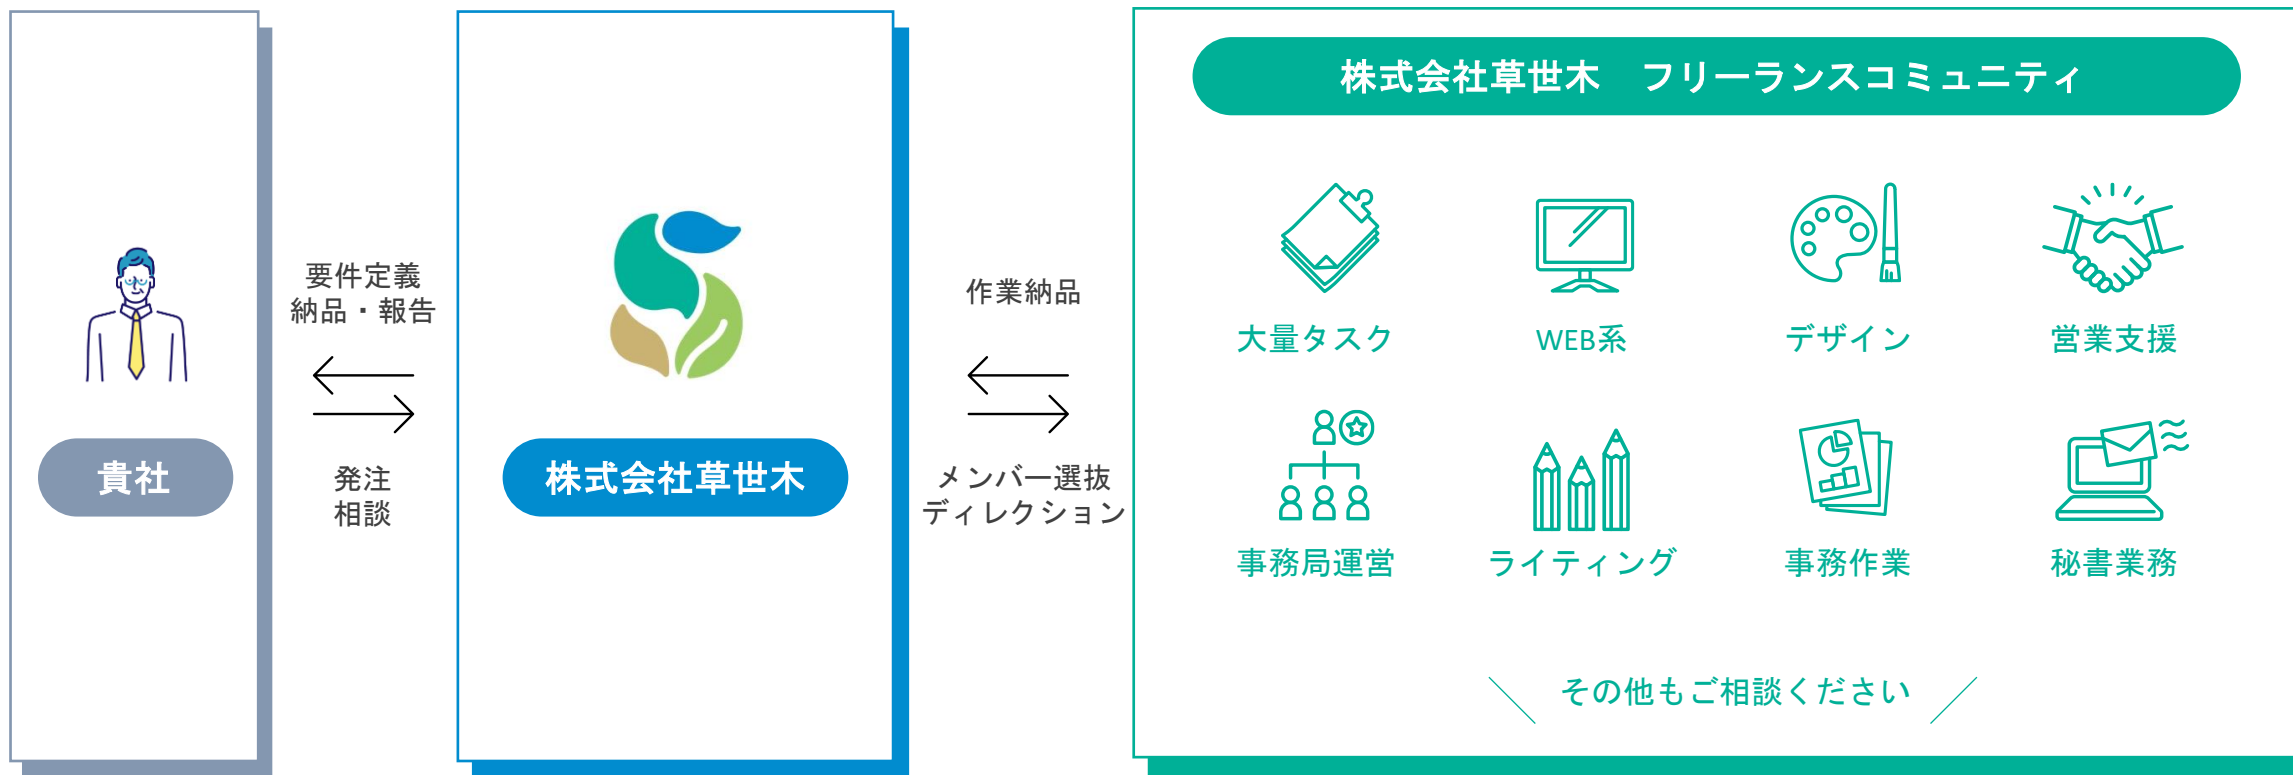 株式会社草世木　フリーランスコミュニティ
要件定義
納品・報告
作業納品
大量タスク
WEB系
デザイン
営業支援
貴社
発注
相談
株式会社草世木
メンバー選抜
ディレクション
事務局運営
ライティング
事務作業
秘書業務
その他もご相談ください